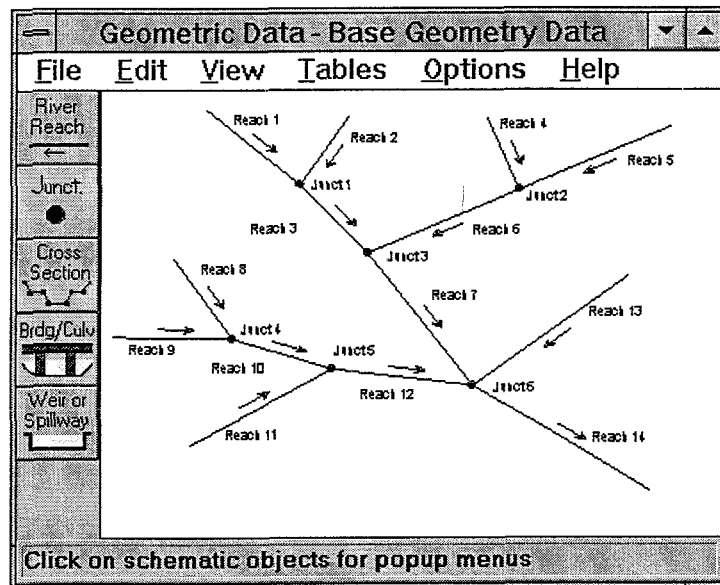 Geometric Data - Base Geometry Data
File Edit View Tables Options Help
River
Reach
Junct.
Cross
Section
Brdg/Culv
Weir or
Spillway
Reach 1
Reach 2
Reach 4
Reach 5
Junct1
Junct2
Reach 3
Reach 6
Junct3
Reach 8
Reach 7
Reach 13
Junct4
Reach 9
Junct5
Reach 10
Reach 12
Junct6
Reach 11
Reach 14
Click on schematic objects for popup menus